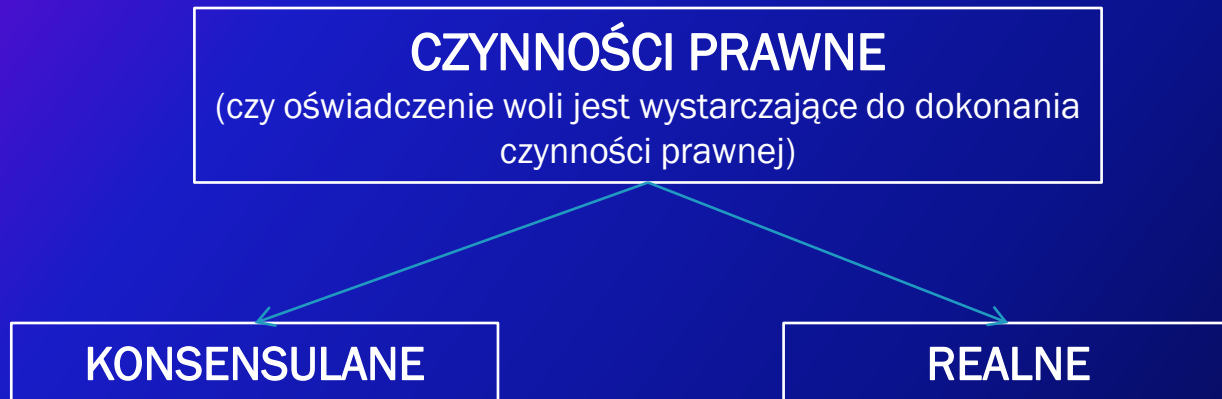 CZYNNOŚCI PRAWNE
(czy oświadczenie woli jest wystarczające do dokonania
czynności prawnej)
KONSENSULANE
REALNE